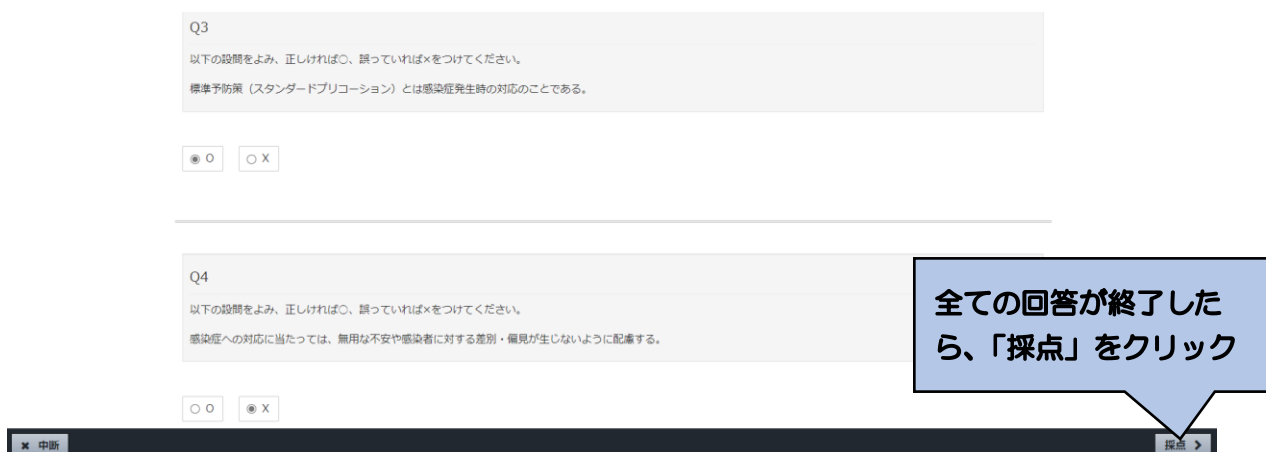 Q3
以下の設問をよみ、正しければ○、誤っていれば×をつけてください。
標準予防策（スタンダードプリコーション）とは感染症発生時の対応のことである。
O X
Q4
以下の設問をよみ、正しければ○、誤っていれば×をつけてください。
感染症への対応に当たっては、無用な不安や感染者に対する差別・偏見が生じないように配慮する。
全ての回答が終了した
ら、「採点」をクリック
O X
× 中断
採点 >